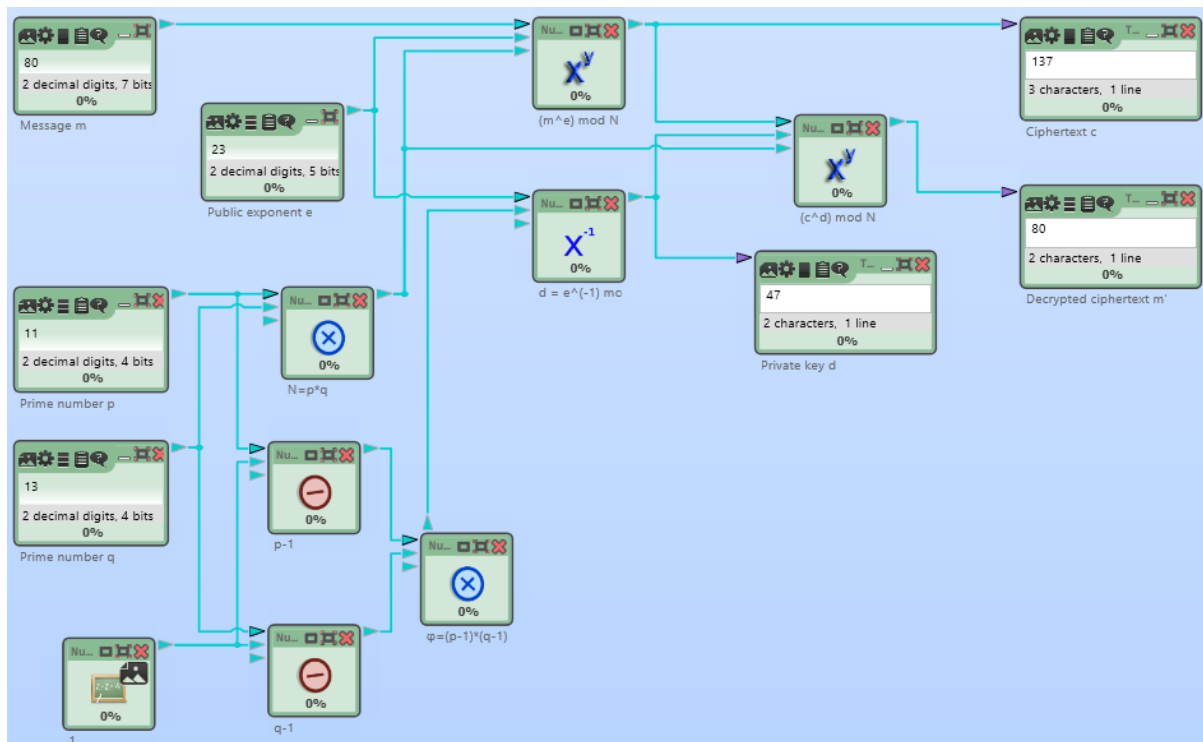 80
2 decimal digits, 7 bits
0%
Message m
Nu...
x^y
0%
(m^e) mod N
T...
137
3 characters, 1 line
0%
Ciphertext c
23
2 decimal digits, 5 bits
0%
Public exponent e
Nu...
x^y
0%
(c^d) mod N
Nu...
x^-1
0%
d = e^(-1) mc
T...
80
2 characters, 1 line
0%
Decrypted ciphertext m'
T...
47
2 characters, 1 line
0%
Private key d
11
2 decimal digits, 4 bits
0%
Prime number p
Nu...
0%
N=p*q
13
2 decimal digits, 4 bits
0%
Prime number q
Nu...
0%
p-1
Nu...
0%
φ=(p-1)*(q-1)
Nu...
0%
q-1
Nu...
0%
1